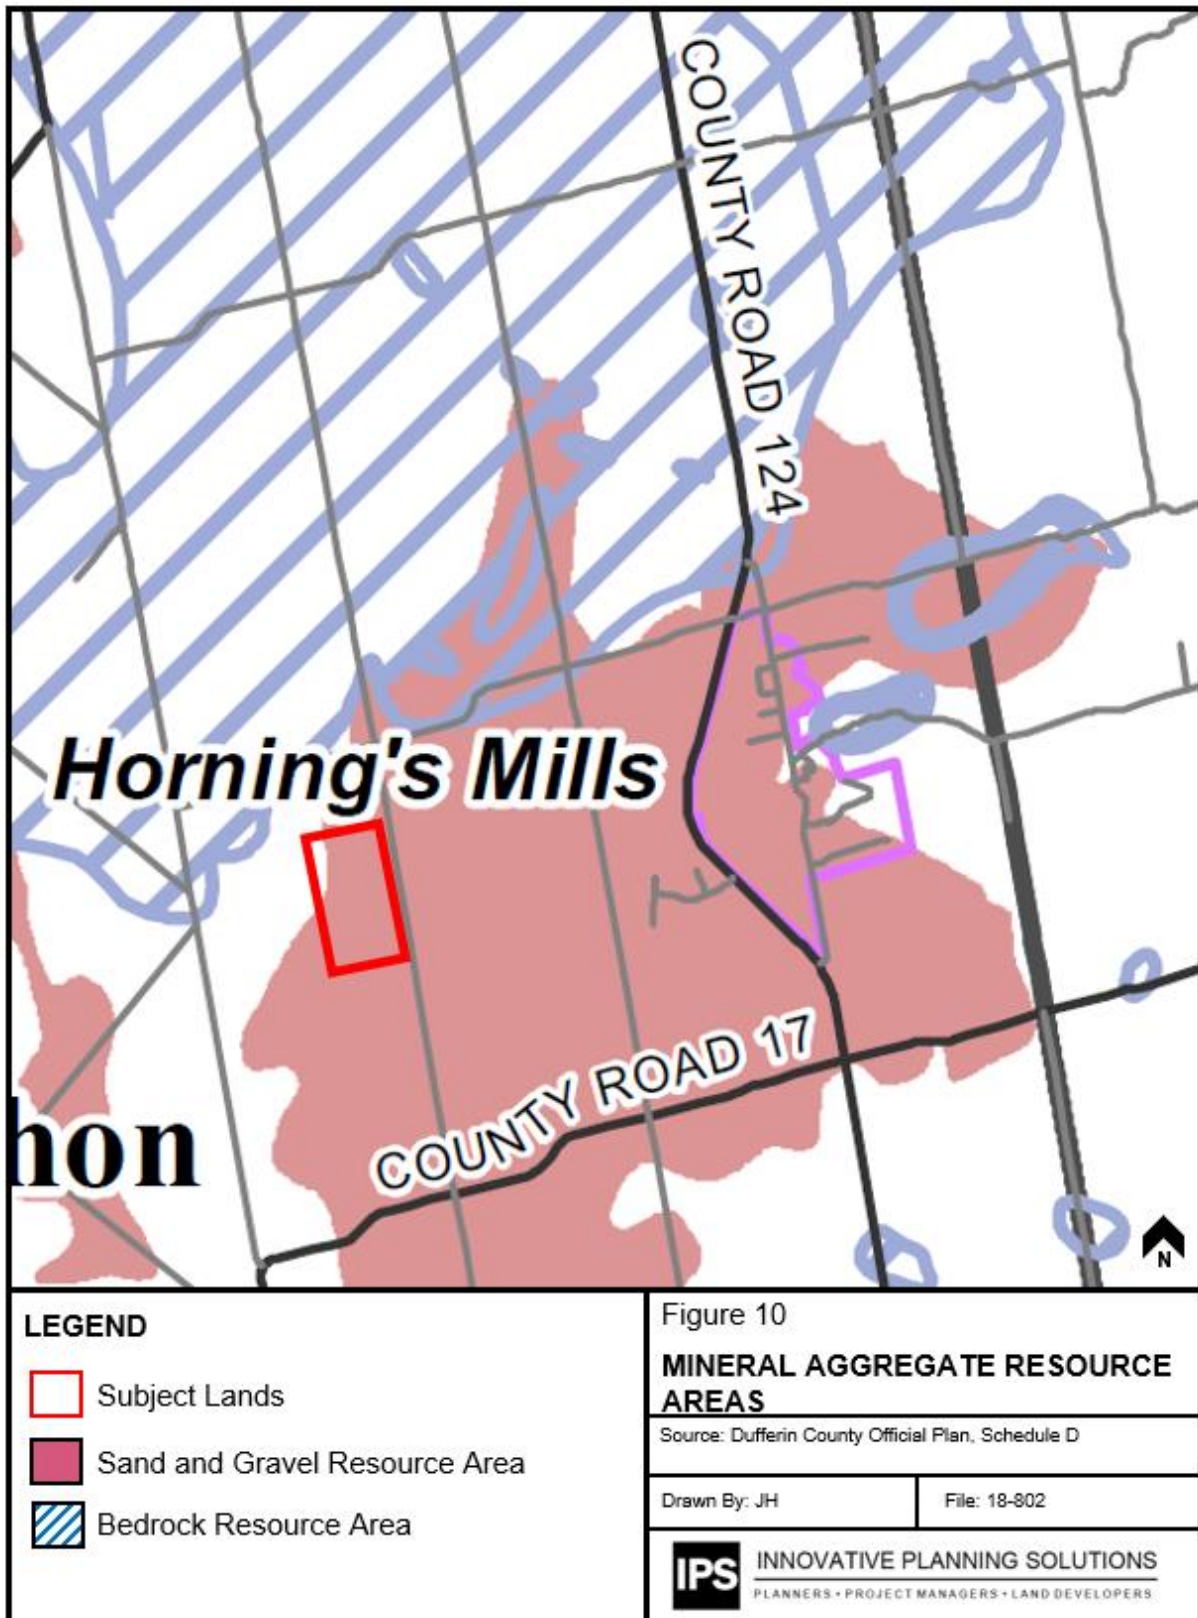 COUNTY ROAD 124
Horning's Mills
COUNTY ROAD 17
hon
N
LEGEND
Subject Lands
Sand and Gravel Resource Area
Bedrock Resource Area
Figure 10
MINERAL AGGREGATE RESOURCE
AREAS
Source: Dufferin County Official Plan, Schedule D
Drawn By: JH
File: 18-802
IPS
INNOVATIVE PLANNING SOLUTIONS
PLANNERS • PROJECT MANAGERS • LAND DEVELOPERS